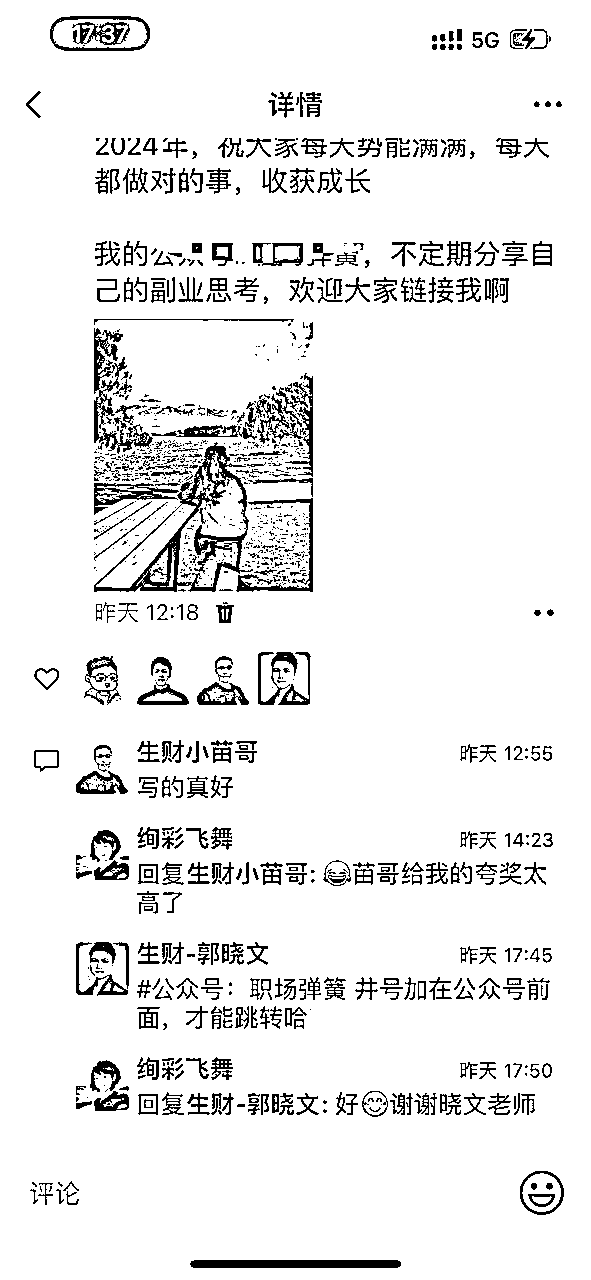 17:37
5G
详情
2024年，祝大家每天势能满满，每天
都做对的事，收获成长
我的公 簧，不定期分享自
己的副业思考，欢迎大家链接我啊
昨天 12:18
生财小苗哥
昨天 12:55
写的真好
绚彩飞舞
昨天 14:23
回复生财小苗哥: 😂苗哥给我的夸奖太
高了
生财-郭晓文
昨天 17:45
#公众号：职场弹簧 井号加在公众号前
面，才能跳转哈
绚彩飞舞
昨天 17:50
回复生财-郭晓文: 好😊谢谢晓文老师
评论